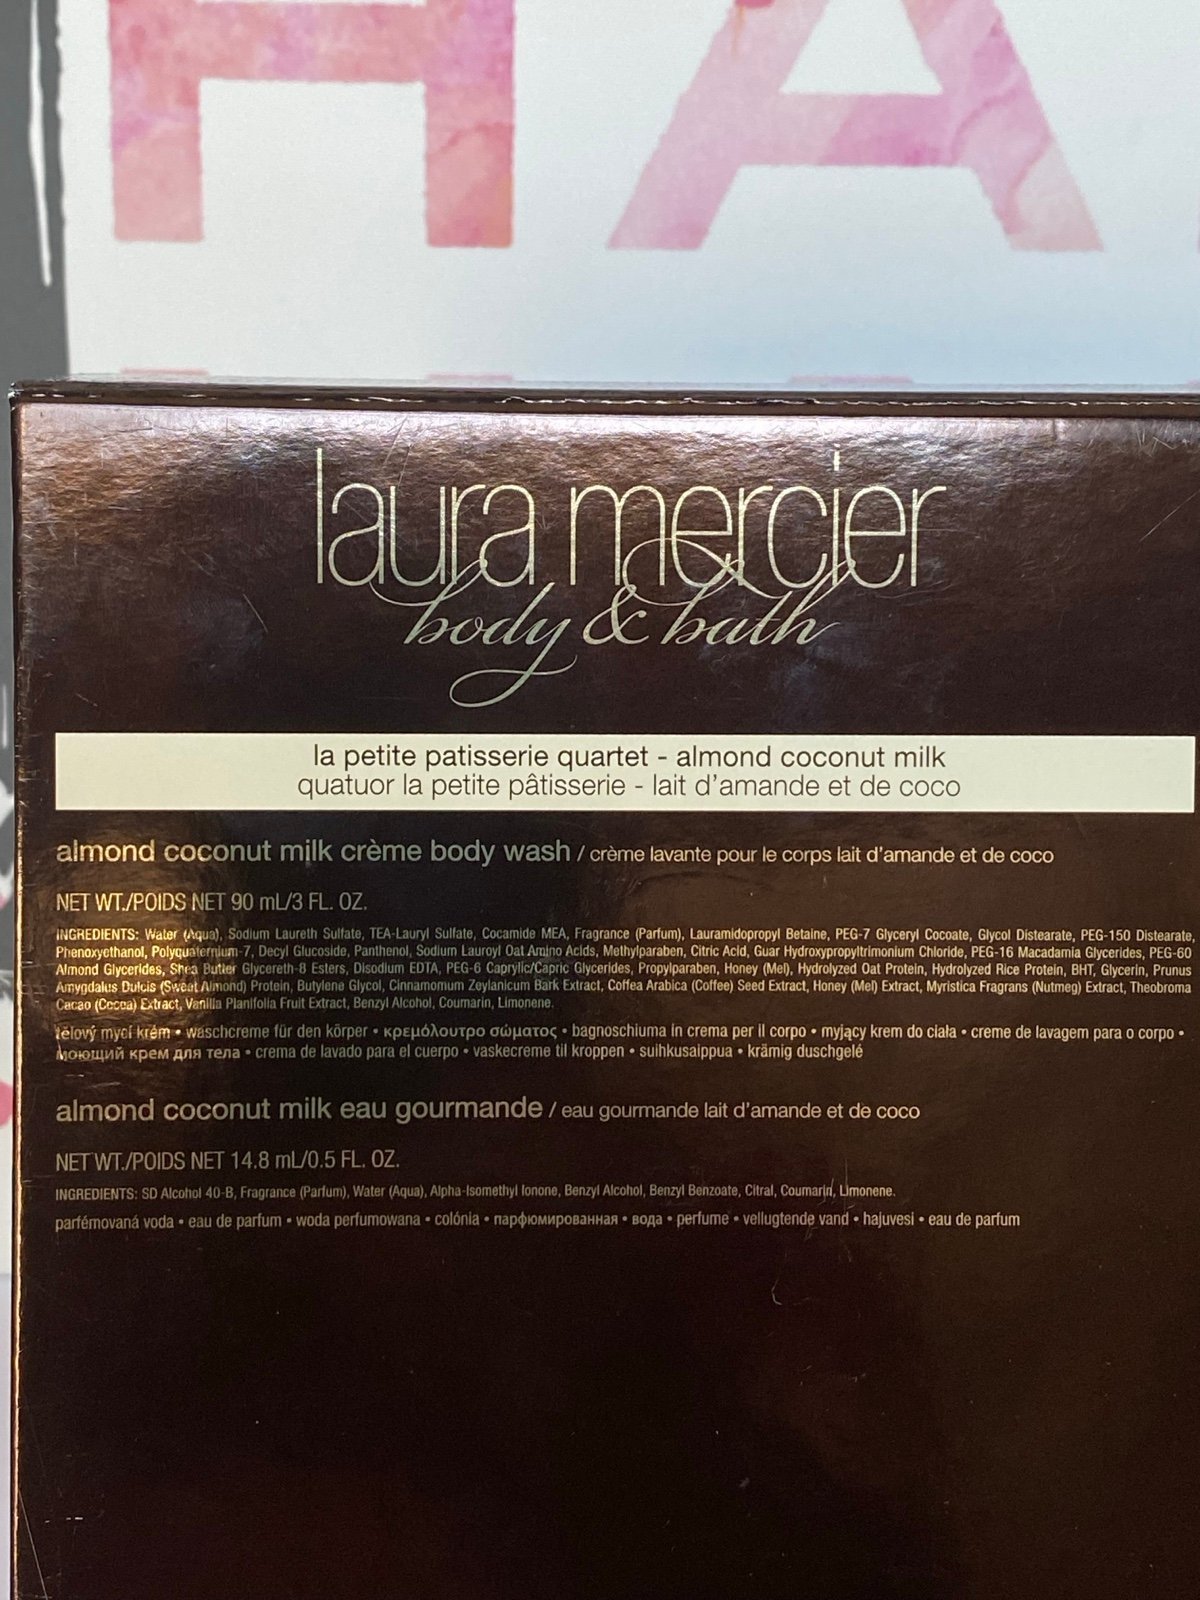 HA
laura mercier
body & bath
la petite patisserie quartet - almond coconut milk
quatuor la petite pâtisserie - lait d'amande et de coco
almond coconut milk crème body wash / crème lavante pour le corps lait d'amande et de coco
NET WT./POIDS NET 90 mL/3 FL. OZ.
INGREDIENTS: Water (Aqua), Sodium Laureth Sulfate, TEA-Lauryl Sulfate, Cocamide MEA, Fragrance (Parfum), Lauramidopropyl Betaine, PEG-7 Glyceryl Cocoate, Glycol Distearate, PEG-150 Distearate,
Phenoxyethanol, Polyquaternium-7, Decyl Glucoside, Panthenol, Sodium Lauroyl Oat Amino Acids, Methylparaben, Citric Acid, Guar Hydroxypropyltrimonium Chloride, PEG-16 Macadamia Glycerides, PEG-60
Almond Glycerides, Shea Butter Glycereth-8 Esters, Disodium EDTA, PEG-6 Caprylic/Capric Glycerides, Propylparaben, Honey (Mel), Hydrolyzed Oat Protein, Hydrolyzed Rice Protein, BHT, Glycerin, Prunus
Amygdalus Dulcis (Sweet Almond) Protein, Butylene Glycol, Cinnamomum Zeylanicum Bark Extract, Coffea Arabica (Coffee) Seed Extract, Honey (Mel) Extract, Myristica Fragrans (Nutmeg) Extract, Theobroma
Cacao (Cocoa) Extract, Vanilla Planifolia Fruit Extract, Benzyl Alcohol, Coumarin, Limonene.
tělový mycí krém • waschcreme für den körper • κρεμόλουτρο σώματος • bagnoschiuma in crema per il corpo • myjący krem do ciała • creme de lavagem para o corpo •
моющий крем для тела • crema de lavado para el cuerpo • vaskecreme til kroppen • suihkusaippua • krämig duschgelé
almond coconut milk eau gourmande / eau gourmande lait d'amande et de coco
NET WT./POIDS NET 14.8 mL/0.5 FL. OZ.
INGREDIENTS: SD Alcohol 40-B, Fragrance (Parfum), Water (Aqua), Alpha-Isomethyl Ionone, Benzyl Alcohol, Benzyl Benzoate, Citral, Coumarin, Limonene.
parfémovaná voda • eau de parfum • woda perfumowana • colónia • парфюмированная • вода • perfume • vellugtende vand • hajuvesi • eau de parfum